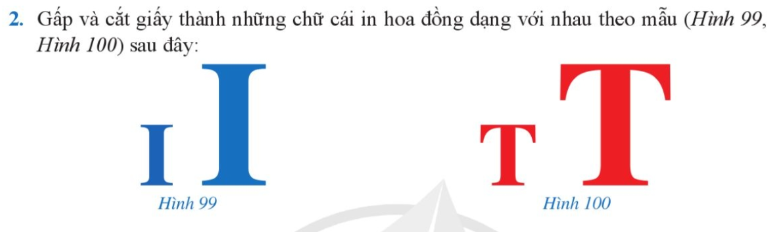 2. Gấp và cắt giấy thành những chữ cái in hoa đồng dạng với nhau theo mẫu (Hình 99,
Hình 100) sau đây:
I I T T
Hình 99 Hình 100